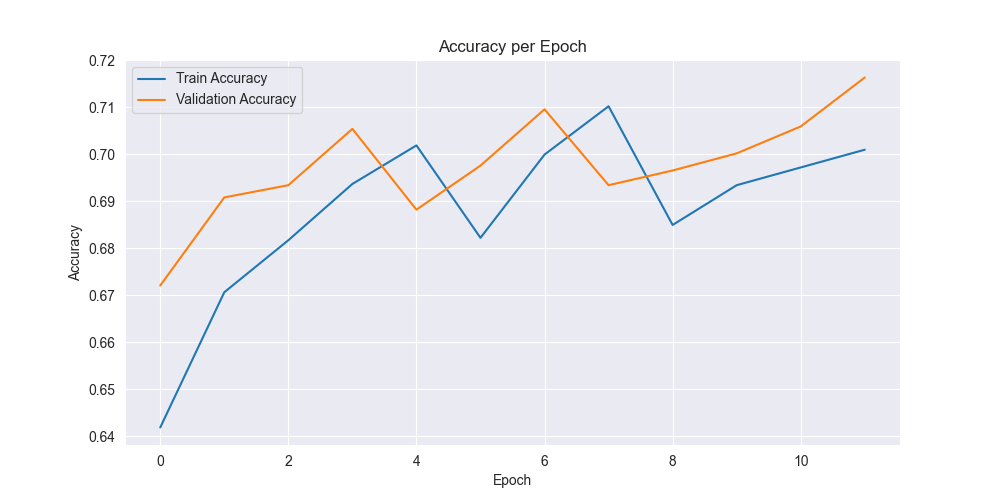 Accuracy per Epoch
Train Accuracy
Validation Accuracy
0.72
0.71
0.70
0.69
0.68
0.67
0.66
0.65
0.64
Accuracy
0 2 4 6 8 10
Epoch